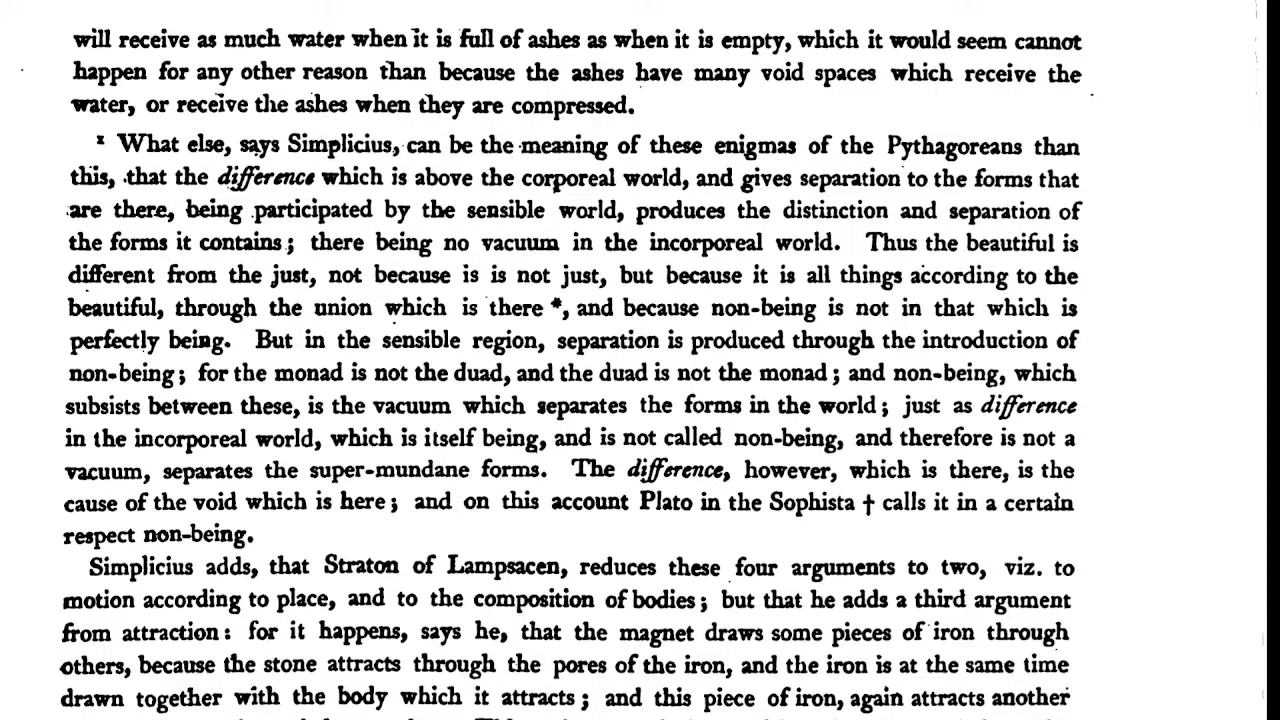 will receive as much water when it is full of ashes as when it is empty, which it would seem cannot
happen for any other reason than because the ashes have many void spaces which receive the
water, or receive the ashes when they are compressed.
¹ What else, says Simplicius, can be the meaning of these enigmas of the Pythagoreans than
this, that the difference which is above the corporeal world, and gives separation to the forms that
are there, being participated by the sensible world, produces the distinction and separation of
the forms it contains; there being no vacuum in the incorporeal world. Thus the beautiful is
different from the just, not because is is not just, but because it is all things according to the
beautiful, through the union which is there *, and because non-being is not in that which is
perfectly being. But in the sensible region, separation is produced through the introduction of
non-being; for the monad is not the duad, and the duad is not the monad; and non-being, which
subsists between these, is the vacuum which separates the forms in the world; just as difference
in the incorporeal world, which is itself being, and is not called non-being, and therefore is not a
vacuum, separates the super-mundane forms. The difference, however, which is there, is the
cause of the void which is here; and on this account Plato in the Sophista † calls it in a certain
respect non-being.
Simplicius adds, that Straton of Lampsacen, reduces these four arguments to two, viz. to
motion according to place, and to the composition of bodies; but that he adds a third argument
from attraction: for it happens, says he, that the magnet draws some pieces of iron through
others, because the stone attracts through the pores of the iron, and the iron is at the same time
drawn together with the body which it attracts; and this piece of iron, again attracts another